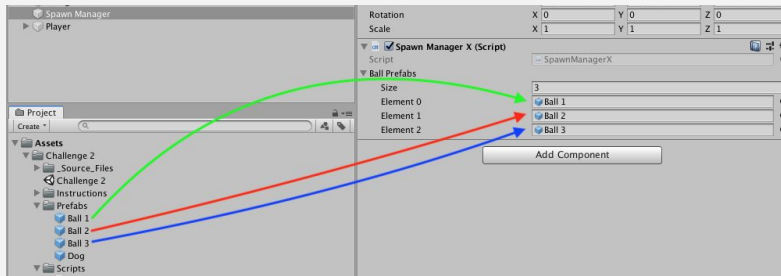 Spawn Manager
Player
Project
Create
Assets
Challenge 2
_Source_Files
Challenge 2
Instructions
Prefabs
Ball 1
Ball 2
Ball 3
Dog
Scripts
Rotation X 0 Y 0 Z 0
Scale X 1 Y 1 Z 1
Spawn Manager X (Script)
Script SpawnManagerX
Ball Prefabs
Size 3
Element 0 Ball 1
Element 1 Ball 2
Element 2 Ball 3
Add Component